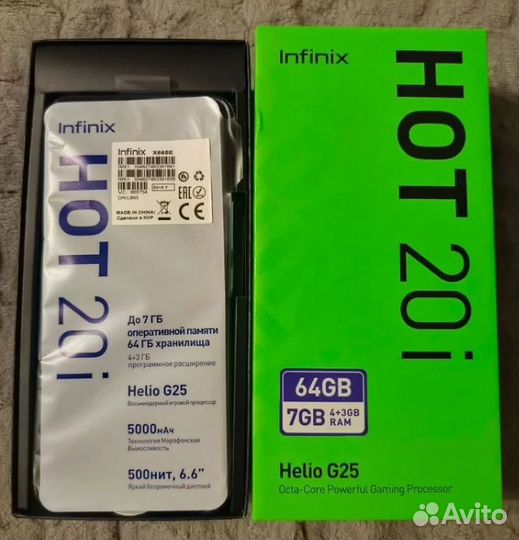 Infinix
HOT 20i
Infinix X665E
MADE IN CHINA/
Сделано в КНР
До 7 ГБ
оперативной памяти
64 ГБ хранилища
4+3 ГБ
программное расширение
Helio G25
Восьмиядерный игровой процессор
5000мАч
Технология Марафонская
Выносливость
500нит, 6.6”
Яркий безрамочный дисплей
Infinix
HOT 20i
64GB
7GB 4+3GB
RAM
Helio G25
Octa-Core Powerful Gaming Processor
Avito